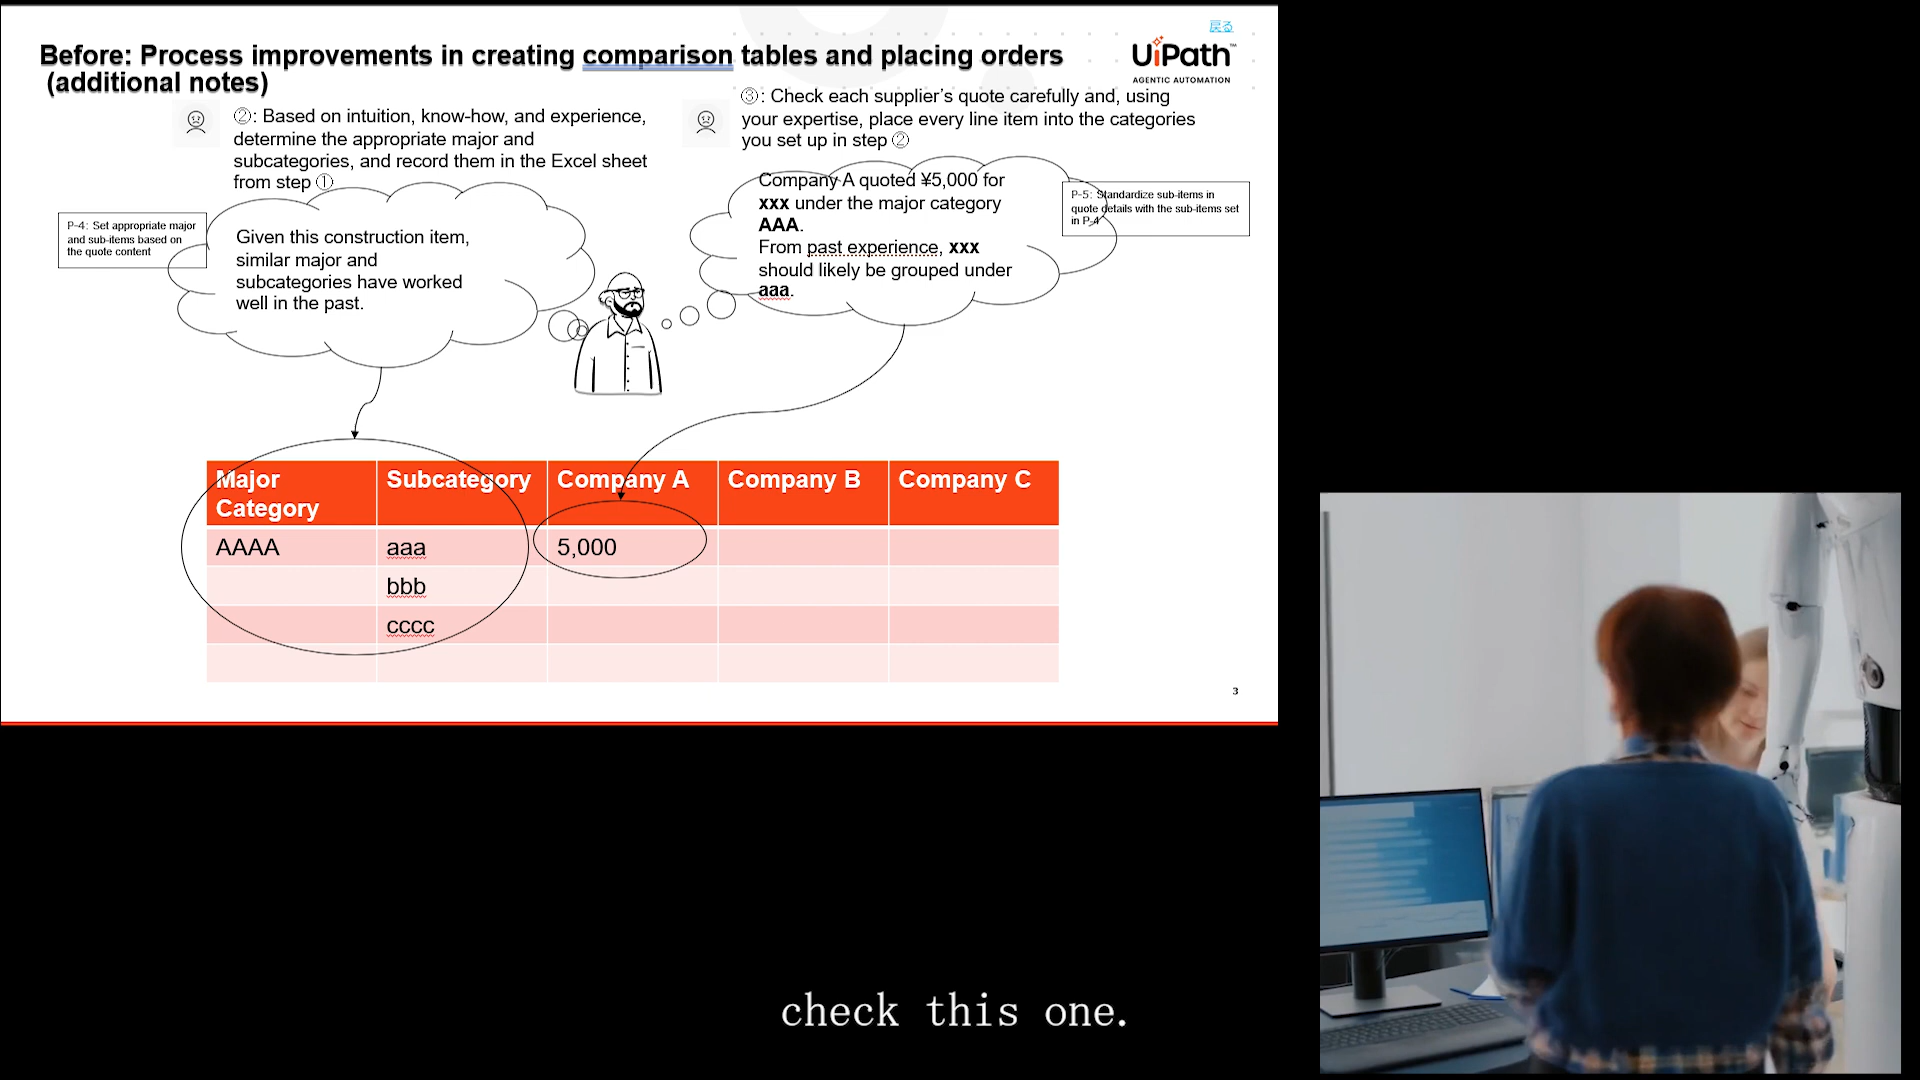 戻る
Before: Process improvements in creating comparison tables and placing orders
(additional notes)
UiPath™
AGENTIC AUTOMATION
②: Based on intuition, know-how, and experience,
determine the appropriate major and
subcategories, and record them in the Excel sheet
from step ①
③: Check each supplier’s quote carefully and, using
your expertise, place every line item into the categories
you set up in step ②
P-4: Set appropriate major
and sub-items based on
the quote content
Given this construction item,
similar major and
subcategories have worked
well in the past.
Company A quoted ¥5,000 for
xxx under the major category
AAA.
From past experience, xxx
should likely be grouped under
aaa.
P-5: Standardize sub-items in
quote details with the sub-items set
in P-4
Major Category Subcategory Company A Company B Company C
AAAA aaa 5,000
bbb
cccc
3
check this one.